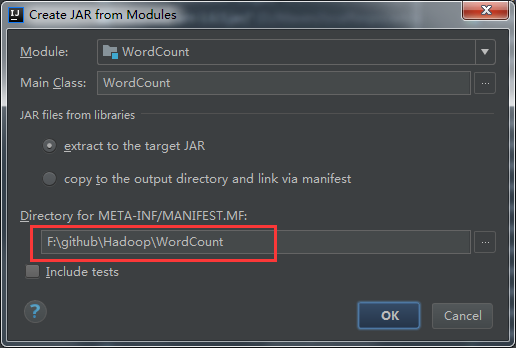 Create JAR from Modules
Module: WordCount
Main Class: WordCount ...
JAR files from libraries
extract to the target JAR
copy to the output directory and link via manifest
Directory for META-INF/MANIFEST.MF:
F:\github\Hadoop\WordCount ...
Include tests
? OK Cancel